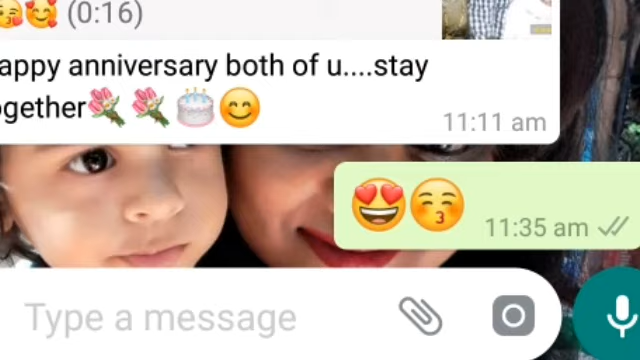 😘🥰 (0:16)
appy anniversary both of u....stay
ogether💐💐🎂😊
11:11 am
😍😙
11:35 am
Type a message